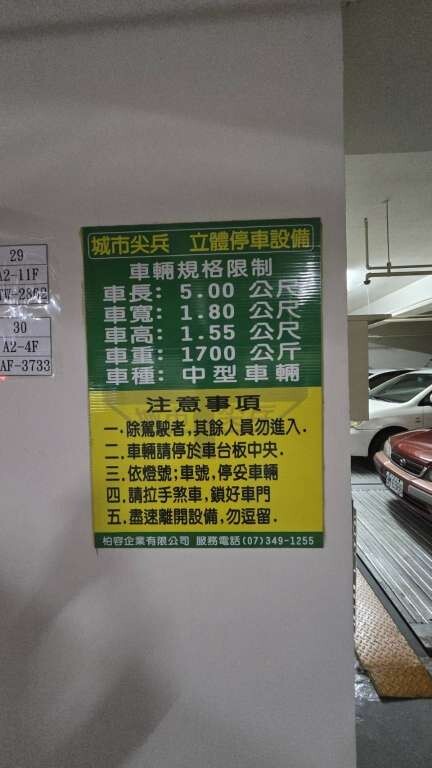 城市尖兵 立體停車設備
車輛規格限制
車長: 5.00 公尺
車寬: 1.80 公尺
車高: 1.55 公尺
車重: 1700 公斤
車種: 中型車輛
注意事項
一.除駕駛者,其餘人員勿進入.
二.車輛請停於車台板中央.
三.依燈號;車號,停妥車輛
四.請拉手煞車,鎖好車門
五.盡速離開設備,勿逗留.
柏容企業有限公司 服務電話(07)349-1255
29
A2-11F
30
A2-4F
AF-3733